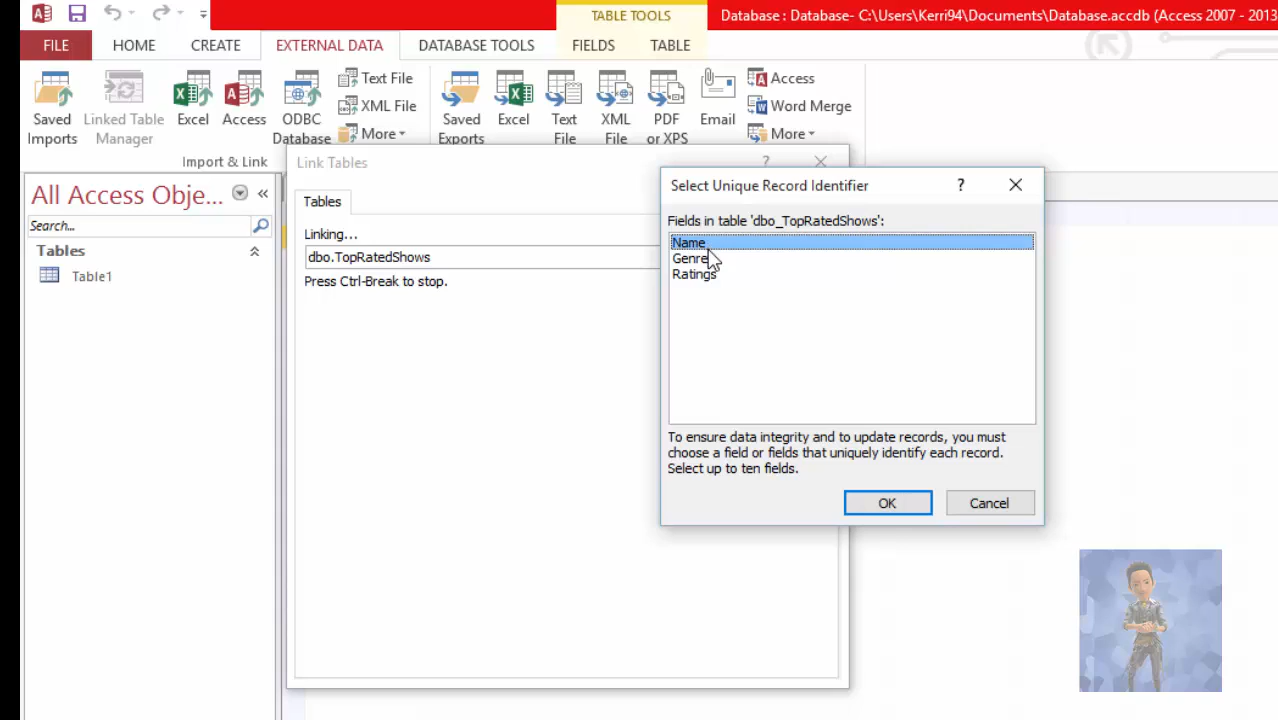 TABLE TOOLS
Database : Database- C:\Users\Kerri94\Documents\Database.accdb (Access 2007 - 2013
FILE
HOME
CREATE
EXTERNAL DATA
DATABASE TOOLS
FIELDS
TABLE
Saved Imports
Linked Table Manager
Excel
Access
ODBC Database
Text File
XML File
More
Saved Exports
Excel
Text File
XML File
PDF or XPS
Email
Access
Word Merge
More
Import & Link
All Access Obje...
Search...
Tables
Table1
Link Tables
Tables
Linking...
dbo.TopRatedShows
Press Ctrl-Break to stop.
Select Unique Record Identifier
Fields in table 'dbo_TopRatedShows':
Name
Genre
Ratings
To ensure data integrity and to update records, you must
choose a field or fields that uniquely identify each record.
Select up to ten fields.
OK
Cancel